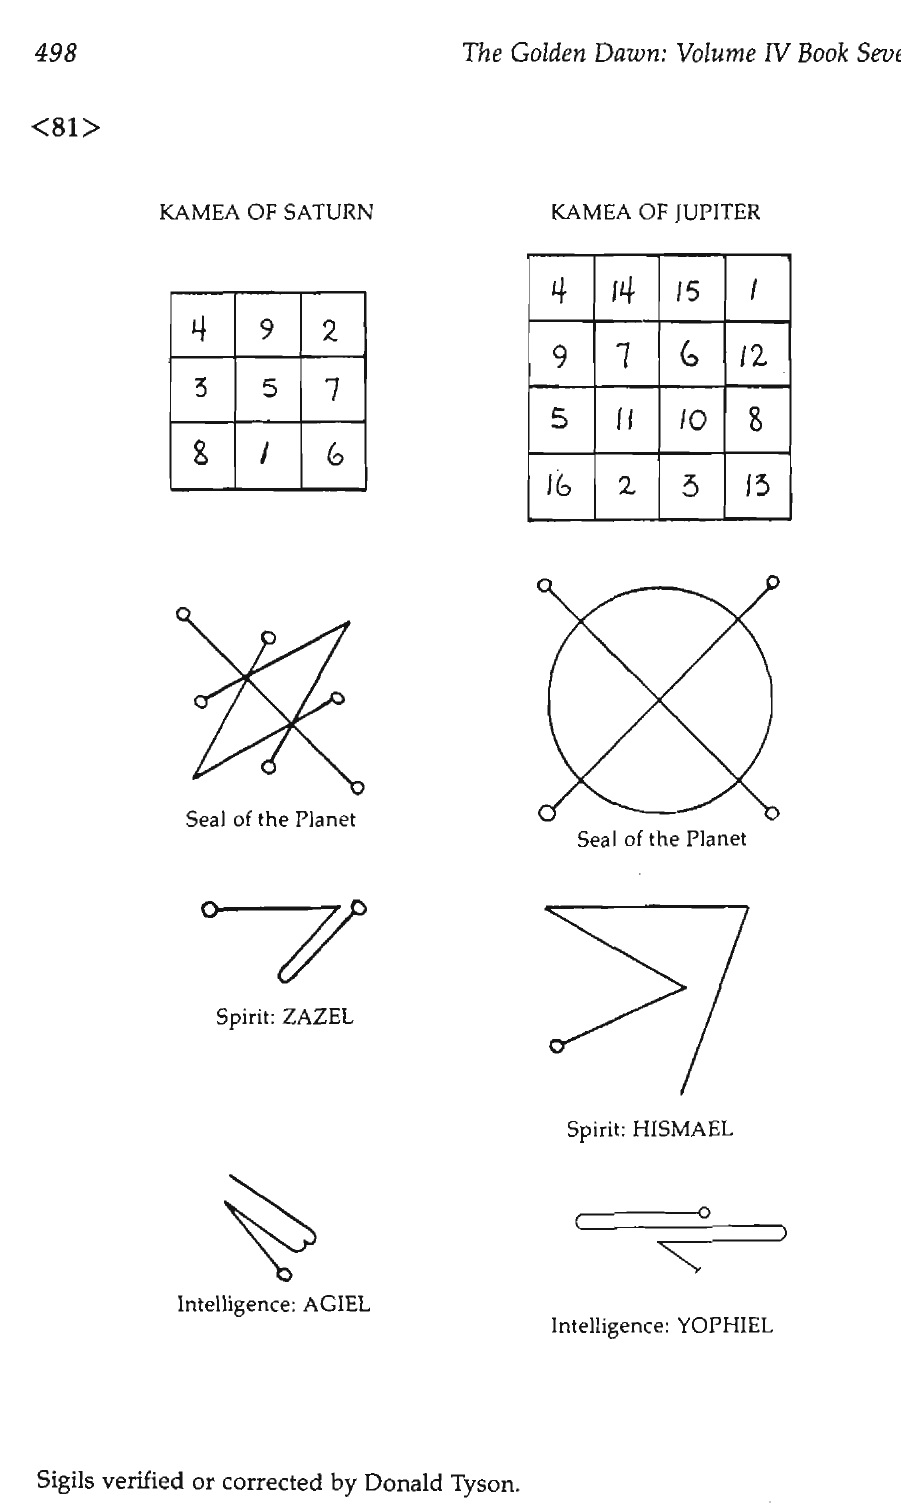 498
The Golden Dawn: Volume IV Book Seve
<81>
KAMEA OF SATURN
4 9 2
3 5 7
8 1 6
KAMEA OF JUPITER
4 14 15 1
9 7 6 12
5 11 10 8
16 2 3 13
Seal of the Planet
Seal of the Planet
Spirit: ZAZEL
Spirit: HISMAEL
Intelligence: AGIEL
Intelligence: YOPHIEL
Sigils verified or corrected by Donald Tyson.